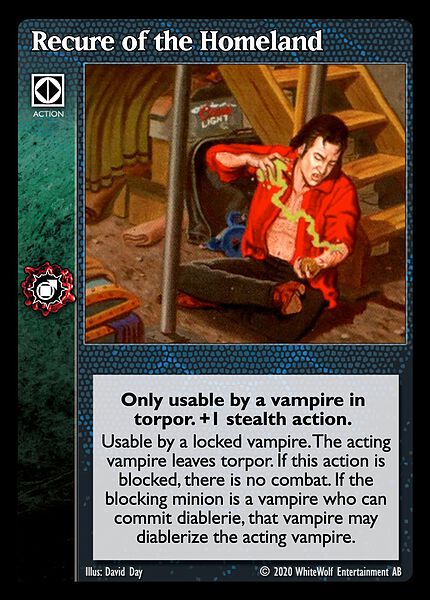 Recure of the Homeland
ACTION
LIGHT
Only usable by a vampire in
torpor. +1 stealth action.
Usable by a locked vampire. The acting
vampire leaves torpor. If this action is
blocked, there is no combat. If the
blocking minion is a vampire who can
commit diablerie, that vampire may
diablerize the acting vampire.
Illus: David Day
© 2020 WhiteWolf Entertainment AB